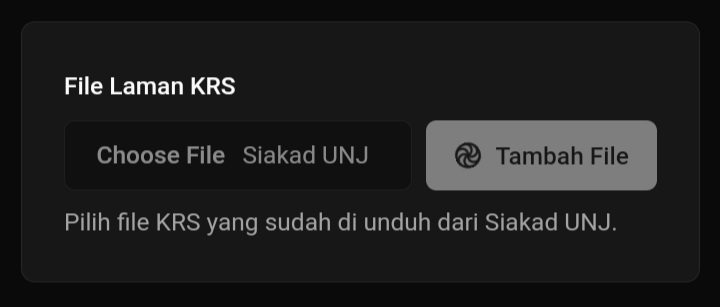 File Laman KRS
Choose File Siakad UNJ
Tambah File
Pilih file KRS yang sudah di unduh dari Siakad UNJ.